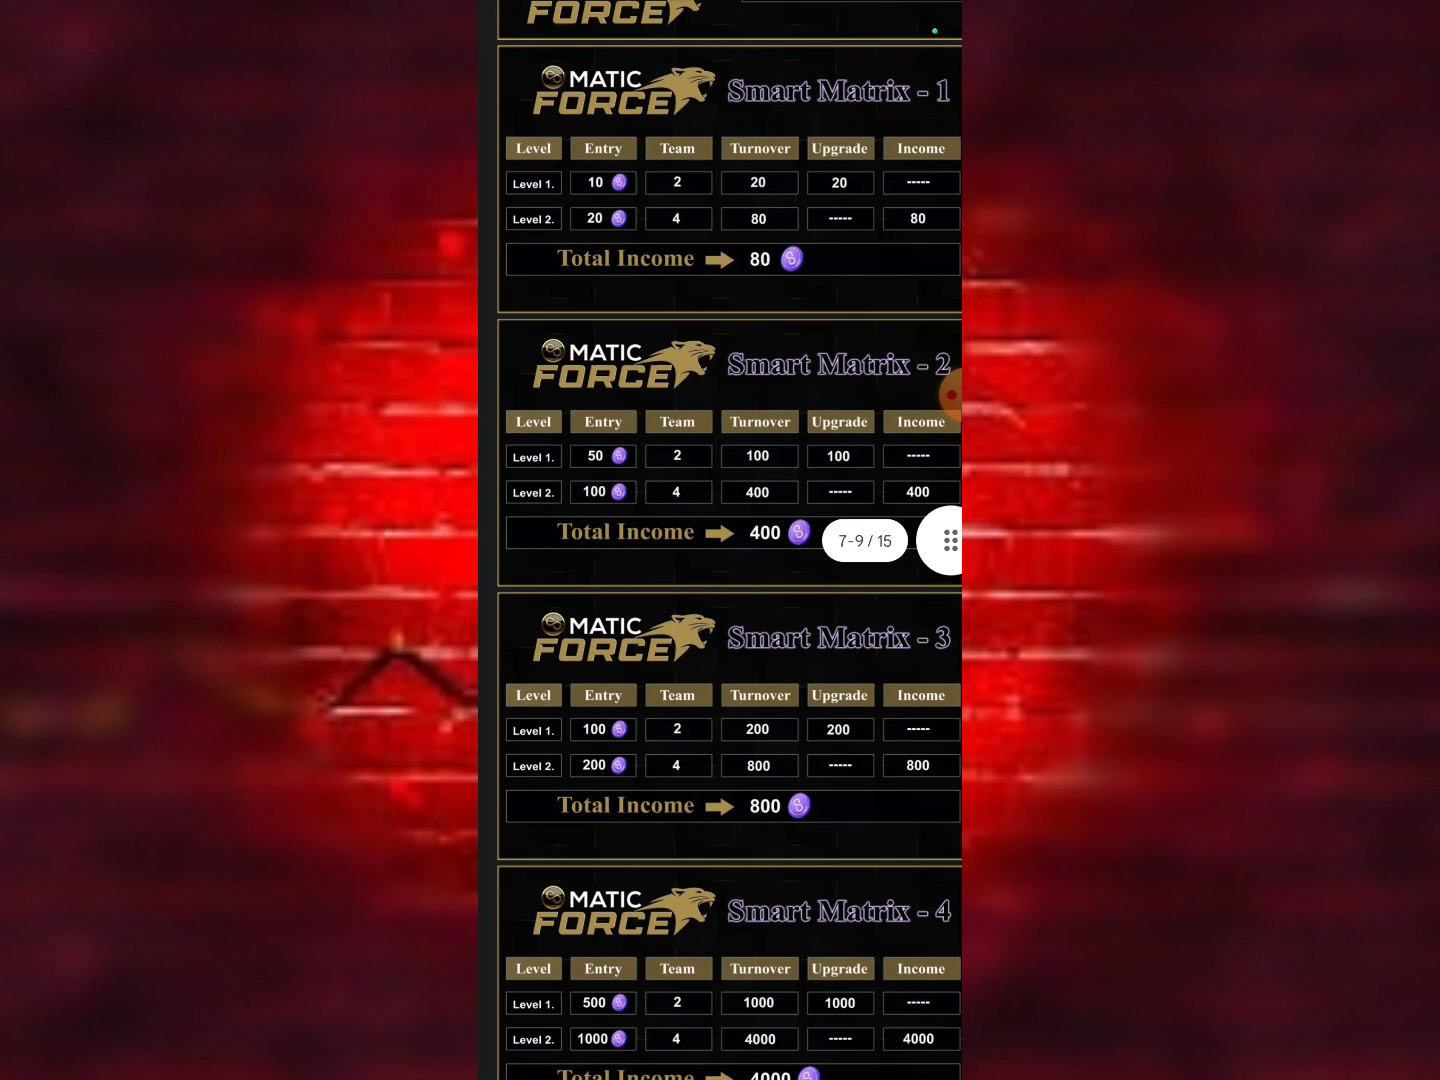 FORCE
MATIC FORCE Smart Matrix - 1
Level Entry Team Turnover Upgrade Income
Level 1. 10 2 20 20 -----
Level 2. 20 4 80 ----- 80
Total Income 80
MATIC FORCE Smart Matrix - 2
Level Entry Team Turnover Upgrade Income
Level 1. 50 2 100 100 -----
Level 2. 100 4 400 ----- 400
Total Income 400
7-9 / 15
MATIC FORCE Smart Matrix - 3
Level Entry Team Turnover Upgrade Income
Level 1. 100 2 200 200 -----
Level 2. 200 4 800 ----- 800
Total Income 800
MATIC FORCE Smart Matrix - 4
Level Entry Team Turnover Upgrade Income
Level 1. 500 2 1000 1000 -----
Level 2. 1000 4 4000 ----- 4000
Total Income 4000